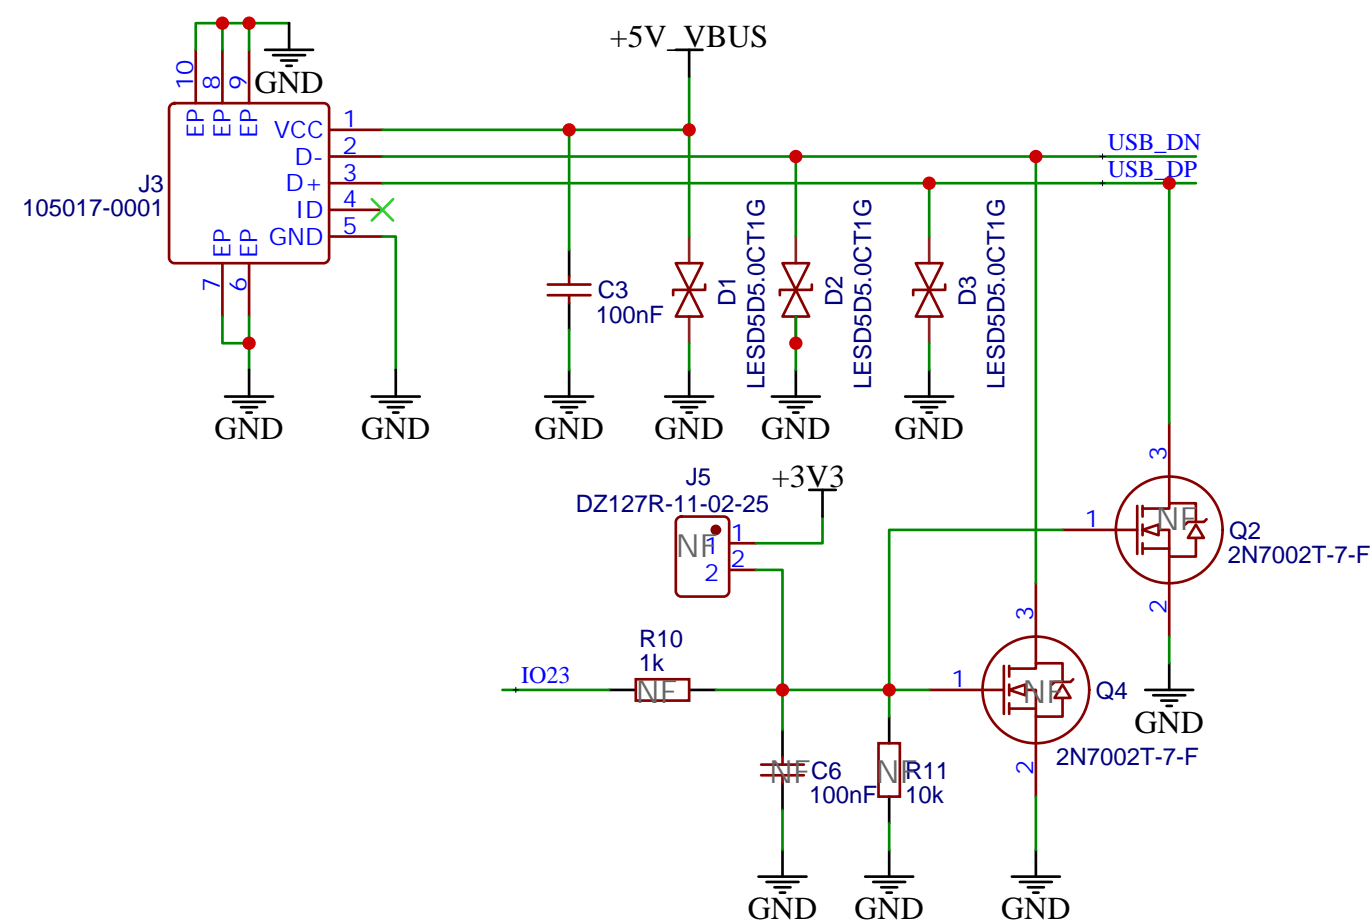 +5V_VBUS
GND
10
8
9
EP
EP
EP
VCC 1
D- 2
D+ 3
ID 4
GND 5
EP
EP
7
6
J3
105017-0001
USB_DN
USB_DP
C3
100nF
D1
LESD5D5.0CT1G
D2
LESD5D5.0CT1G
D3
LESD5D5.0CT1G
GND
GND
GND
GND
GND
GND
J5
DZ127R-11-02-25
+3V3
NF
1
1
2
2
3
1
NF
Q2
2N7002T-7-F
2
GND
IO23
R10
1k
NF
3
1
NF
Q4
2N7002T-7-F
2
NF
C6
100nF
NF
R11
10k
GND
GND
GND